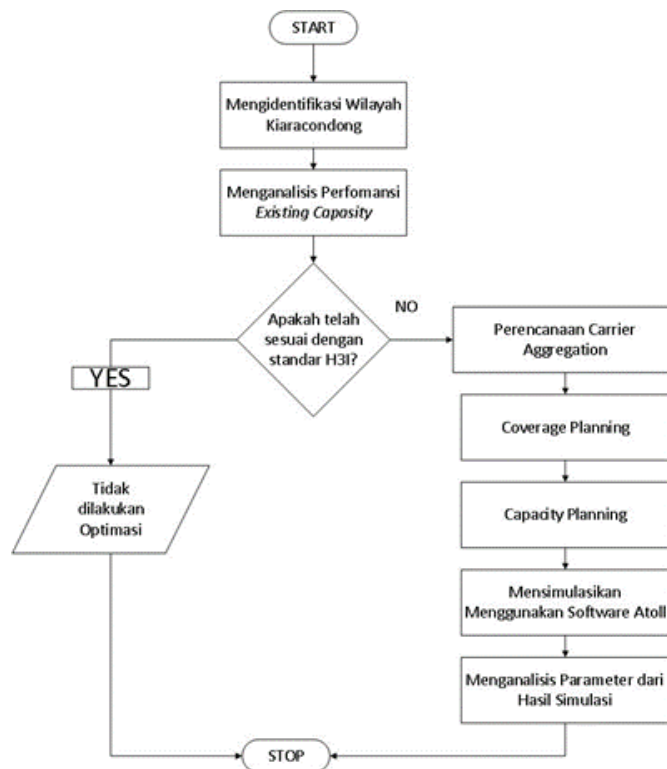 START
Mengidentifikasi Wilayah
Kiaracondong
Menganalisis Perfomansi
Existing Capacity
Apakah telah
sesuai dengan
standar H3I?
YES
NO
Tidak
dilakukan
Optimasi
Perencanaan Carrier
Aggregation
Coverage Planning
Capacity Planning
Mensimulasikan
Menggunakan Software Atoll
Menganalisis Parameter dari
Hasil Simulasi
STOP